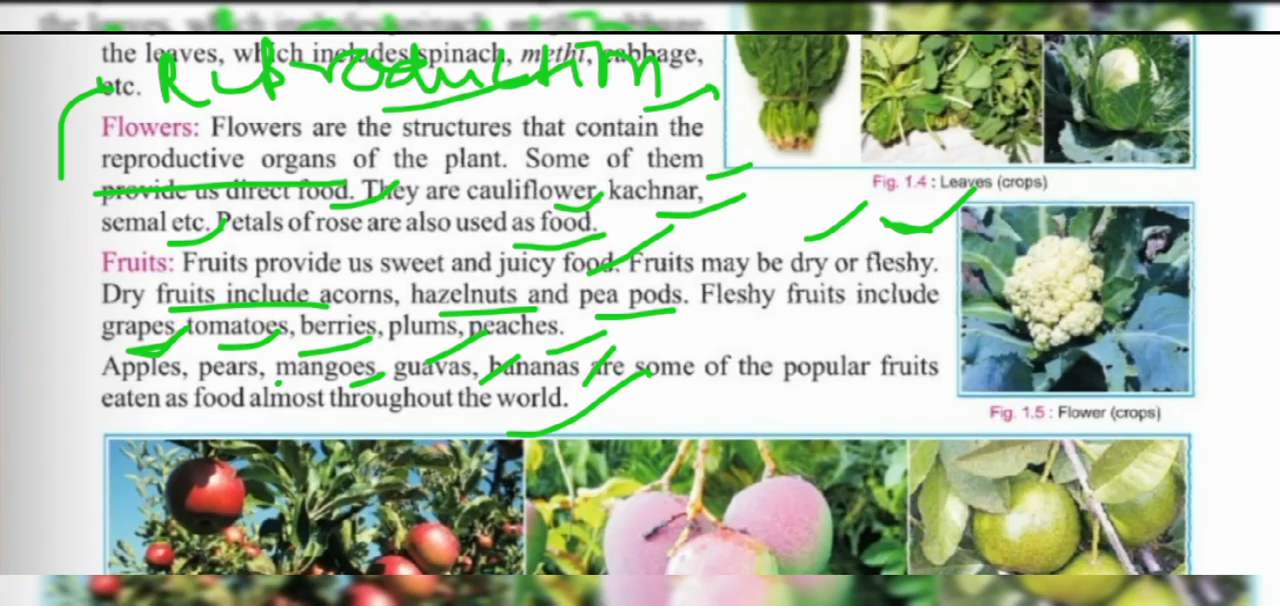 the leaves, which includes spinach, methi, cabbage,
etc.
Reproduction
Flowers: Flowers are the structures that contain the
reproductive organs of the plant. Some of them
provide us direct food. They are cauliflower, kachnar,
semal etc. Petals of rose are also used as food.
Fig. 1.4 : Leaves (crops)
Fruits: Fruits provide us sweet and juicy food. Fruits may be dry or fleshy.
Dry fruits include acorns, hazelnuts and pea pods. Fleshy fruits include
grapes, tomatoes, berries, plums, peaches.
Apples, pears, mangoes, guavas, bananas are some of the popular fruits
eaten as food almost throughout the world.
Fig. 1.5 : Flower (crops)